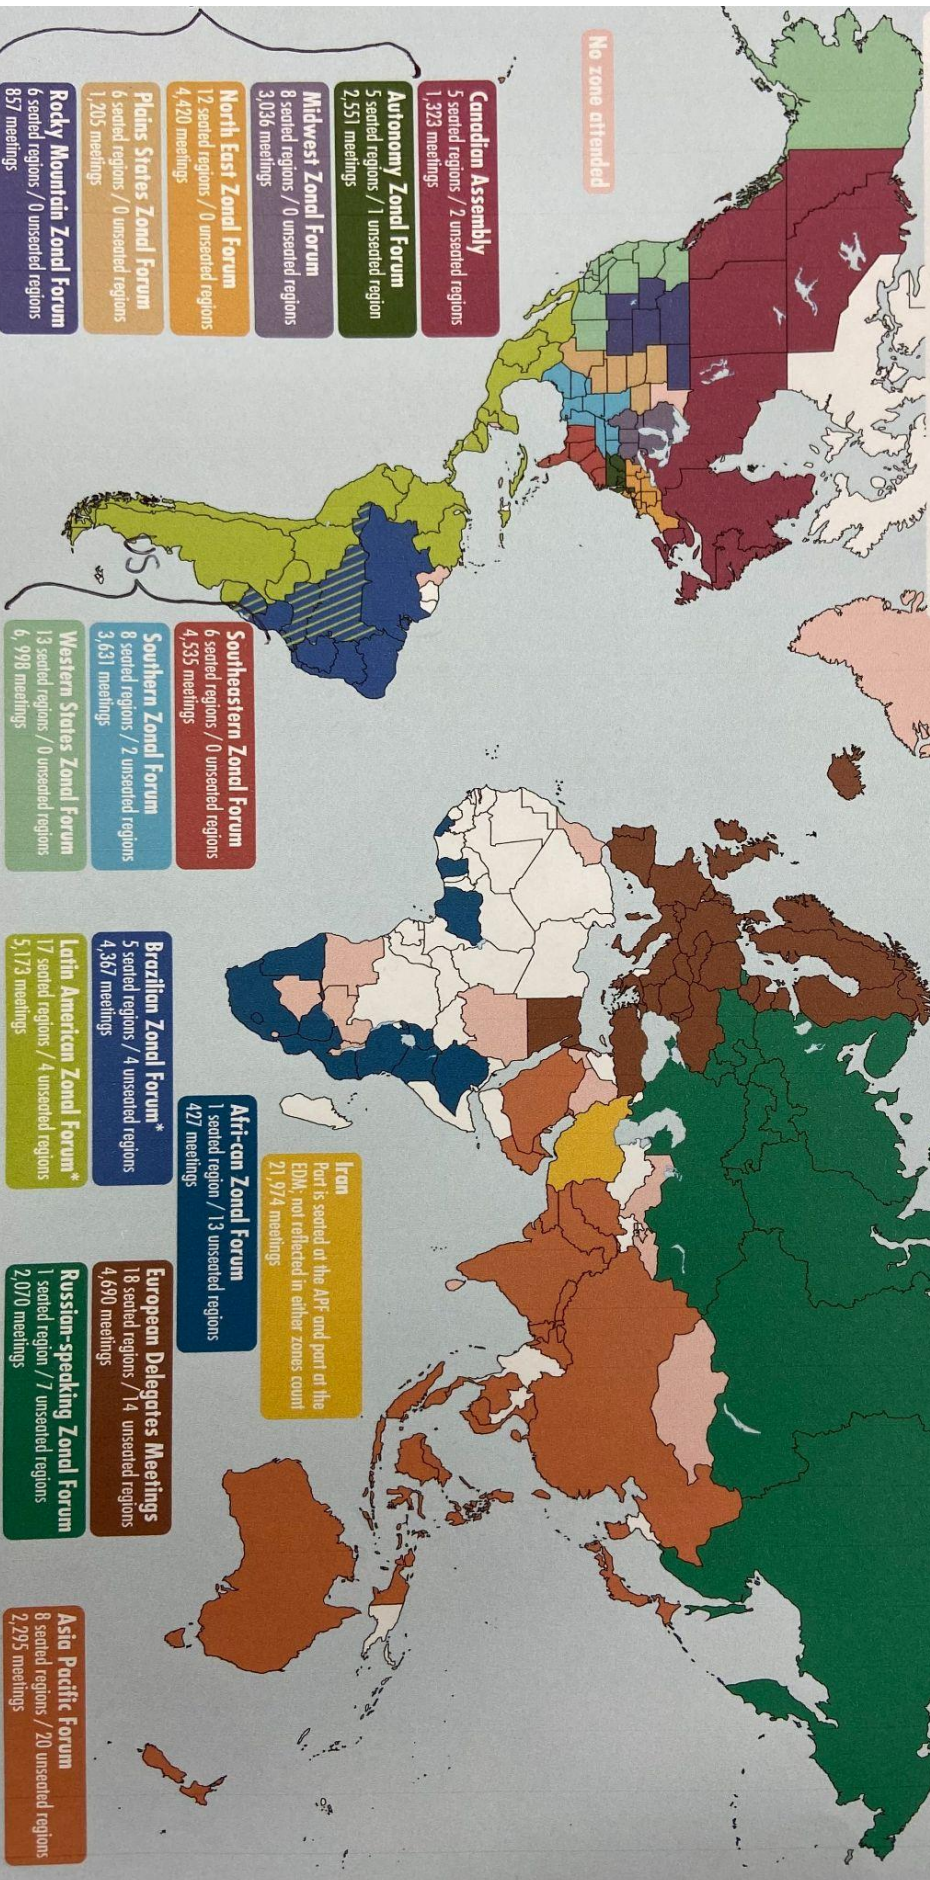 No zone attended
Canadian Assembly
5 seated regions / 2 unseated regions
1,323 meetings
Autonomy Zonal Forum
5 seated regions / 1 unseated region
2,551 meetings
Midwest Zonal Forum
8 seated regions / 0 unseated regions
3,036 meetings
North East Zonal Forum
12 seated regions / 0 unseated regions
4,420 meetings
Plains States Zonal Forum
6 seated regions / 0 unseated regions
1,205 meetings
Rocky Mountain Zonal Forum
6 seated regions / 0 unseated regions
857 meetings
US
Southeastern Zonal Forum
6 seated regions / 0 unseated regions
4,535 meetings
Southern Zonal Forum
8 seated regions / 2 unseated regions
3,631 meetings
Western States Zonal Forum
13 seated regions / 0 unseated regions
6,998 meetings
Brazilian Zonal Forum*
5 seated regions / 4 unseated regions
4,367 meetings
Latin American Zonal Forum*
17 seated regions / 4 unseated regions
5,173 meetings
Iran
Part is seated at the APF and part at the
EDM; not reflected in either zones count
21,974 meetings
Afri-can Zonal Forum
1 seated region / 13 unseated regions
427 meetings
European Delegates Meetings
18 seated regions /14 unseated regions
4,690 meetings
Russian-speaking Zonal Forum
1 seated region / 7 unseated regions
2,070 meetings
Asia Pacific Forum
8 seated regions / 20 unseated regions
2,295 meetings